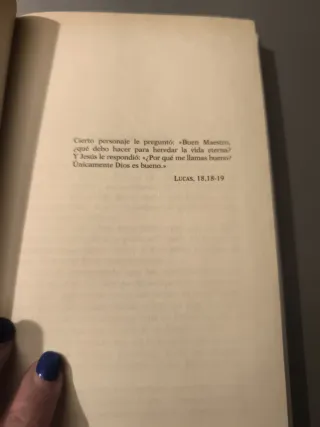 Cierto personaje le preguntó: «Buen Maestro,
¿qué debo hacer para heredar la vida eterna?
Y Jesús le respondió: «¿Por qué me llamas bueno?
Únicamente Dios es bueno.»
Lucas, 18,18-19